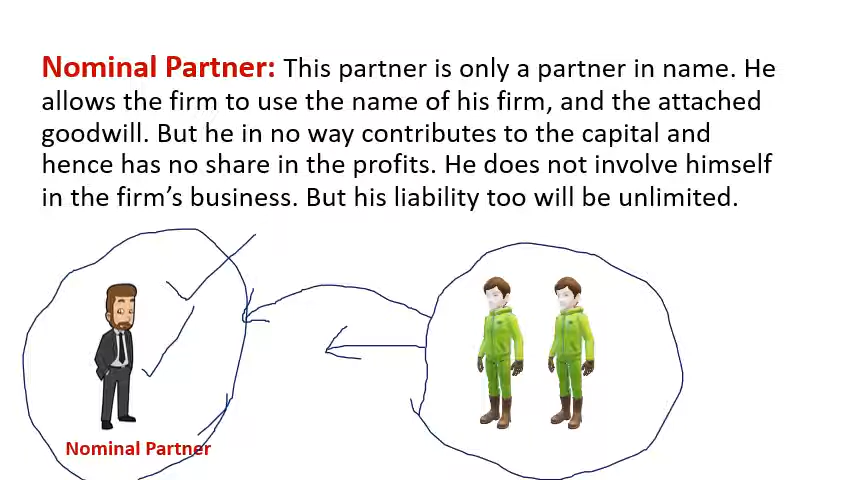 Nominal Partner: This partner is only a partner in name. He
allows the firm to use the name of his firm, and the attached
goodwill. But he in no way contributes to the capital and
hence has no share in the profits. He does not involve himself
in the firm’s business. But his liability too will be unlimited.
Nominal Partner